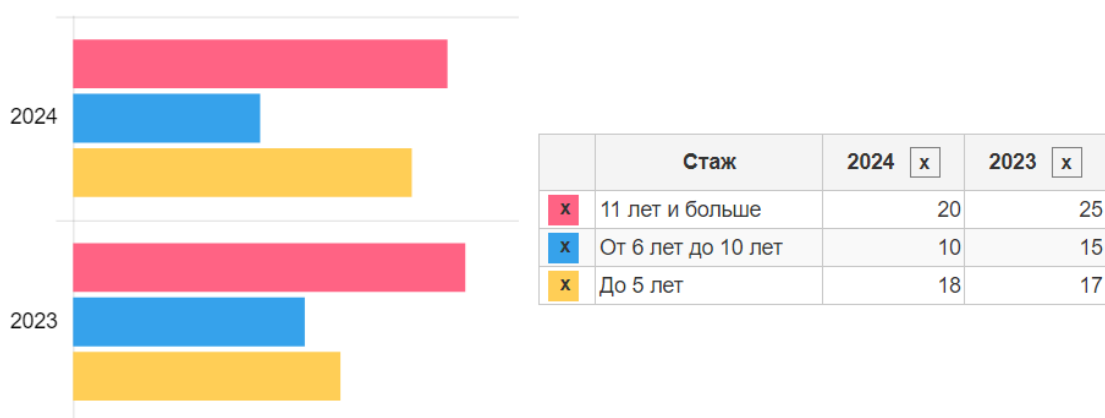 2024
2023
Стаж 2024 x 2023 x
x 11 лет и больше 20 25
x От 6 лет до 10 лет 10 15
x До 5 лет 18 17